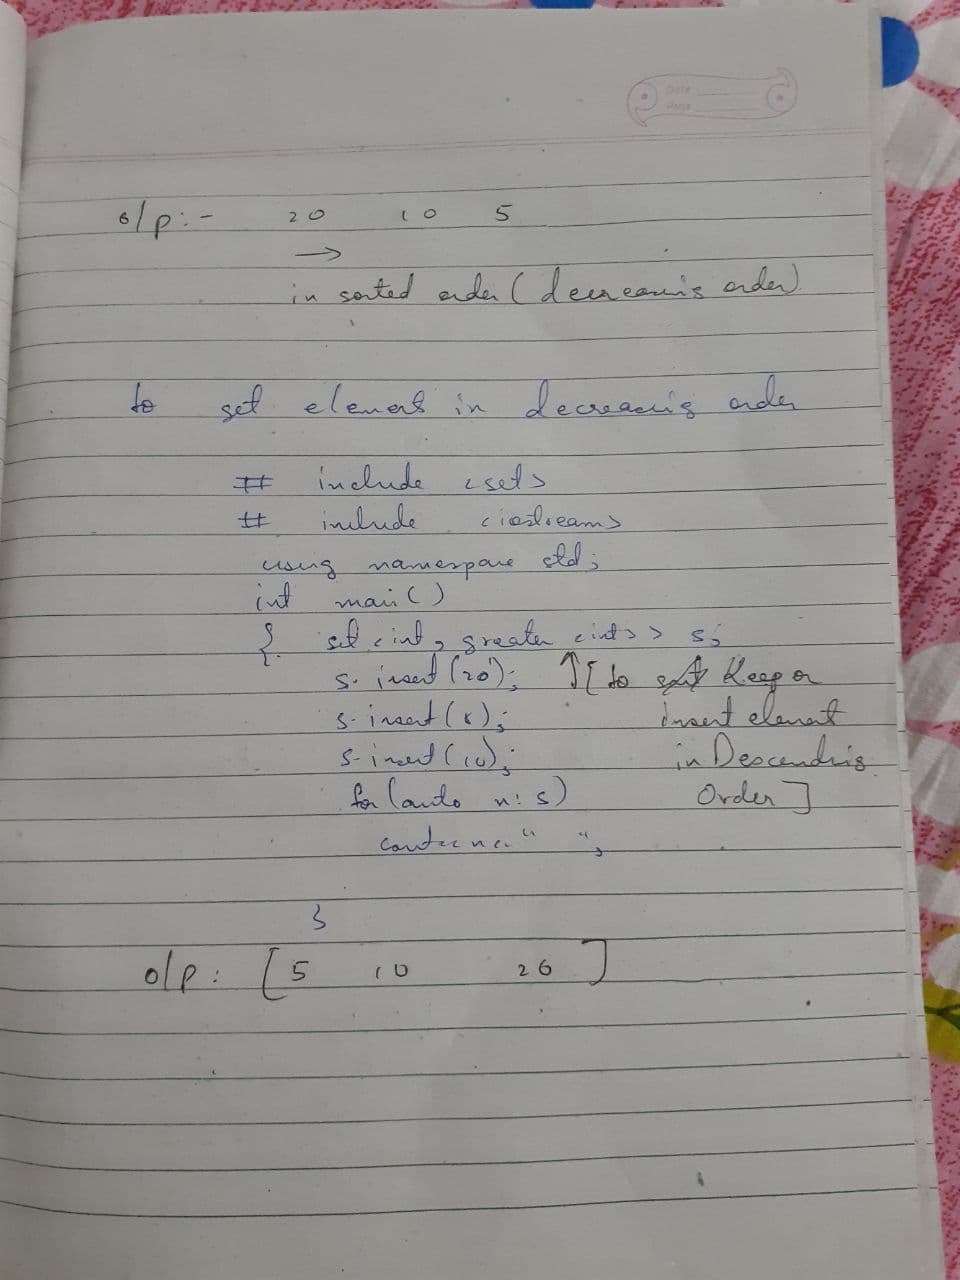 Date
Page
o/p:- 20 10 5
→
in sorted order (decreasing order)
to set element in decreasing order
# include <set>
# include <iostream>
using namespace std;
int main()
{ set <int, greater <int>> s;
s. insert (20); ↑[to Keep or
s. insert (5); insert element
s. insert (10); in Descending
for (auto n: s) Order]
cout<<n<<" ";
}
o/p: [5 10 20]